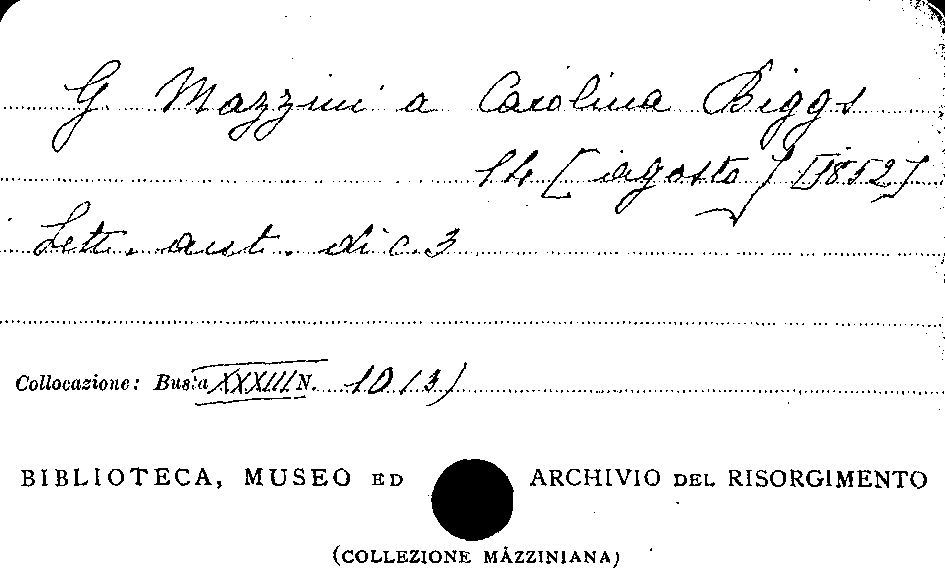 G. Mazzini a Carolina Biggs
14 [agosto] [1852]
Lett. aut. di c. 3
Collocazione: Busta XXXIII N. 10 (3)
BIBLIOTECA, MUSEO ED ARCHIVIO DEL RISORGIMENTO
(COLLEZIONE MAZZINIANA)